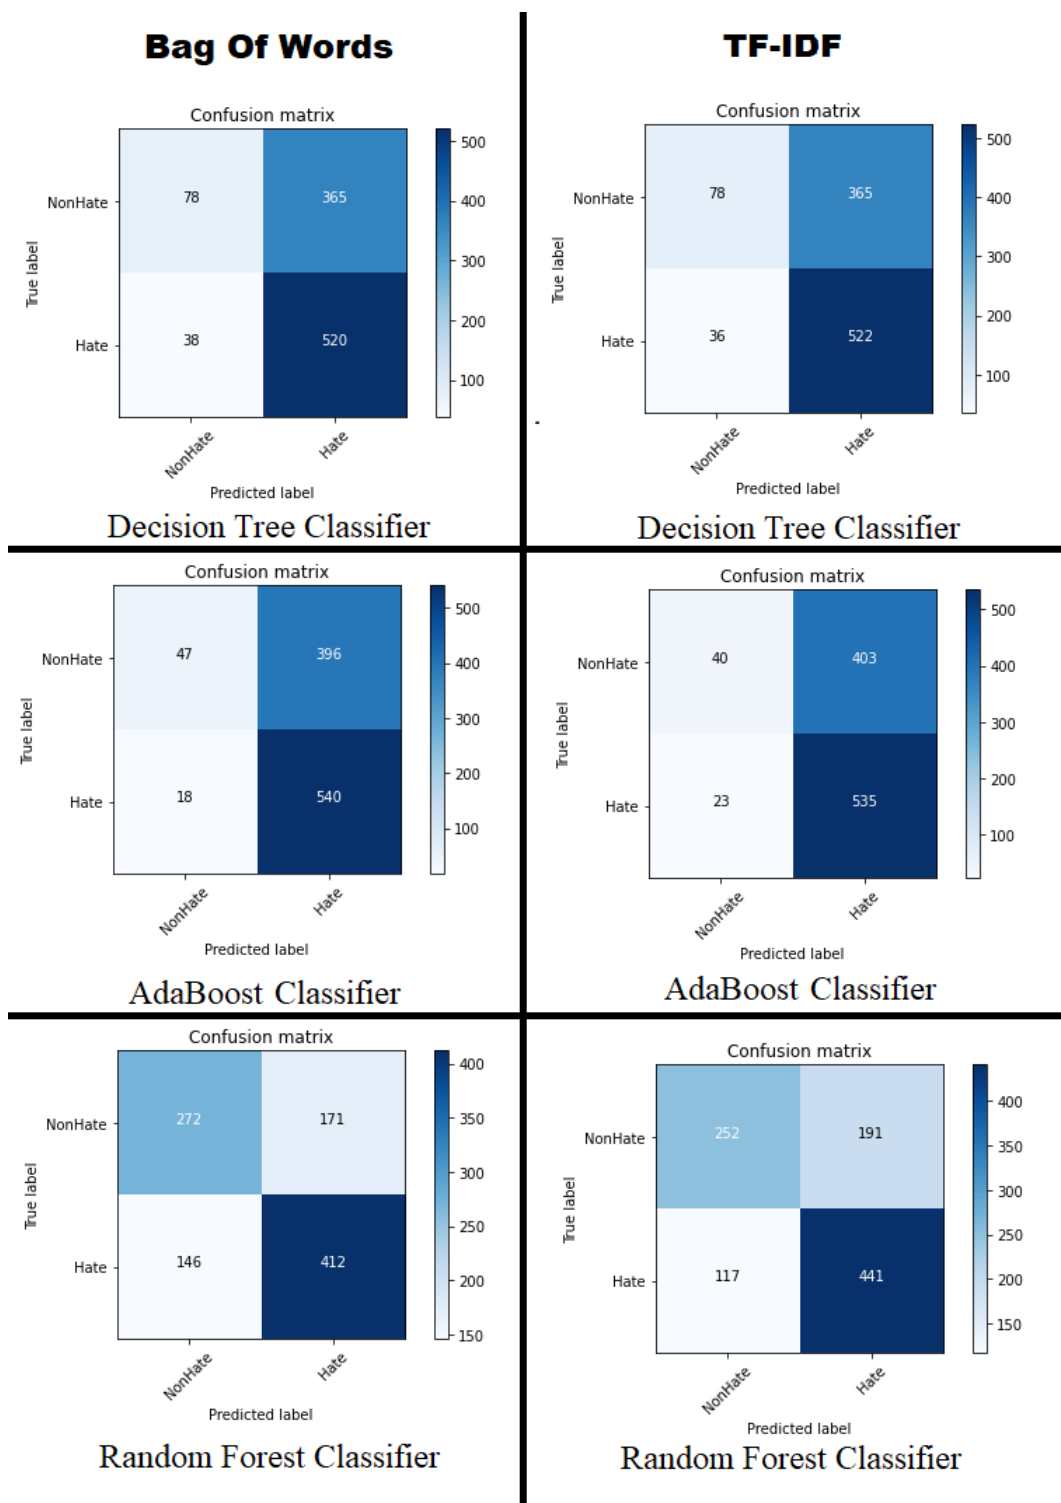 Bag Of Words
TF-IDF
Confusion matrix
NonHate
Hate
True label
78
365
38
520
500
400
300
200
100
NonHate
Hate
Predicted label
Decision Tree Classifier
Confusion matrix
NonHate
Hate
True label
78
365
36
522
500
400
300
200
100
NonHate
Hate
Predicted label
Decision Tree Classifier
Confusion matrix
NonHate
Hate
True label
47
396
18
540
500
400
300
200
100
NonHate
Hate
Predicted label
AdaBoost Classifier
Confusion matrix
NonHate
Hate
True label
40
403
23
535
500
400
300
200
100
NonHate
Hate
Predicted label
AdaBoost Classifier
Confusion matrix
NonHate
Hate
True label
272
171
146
412
400
350
300
250
200
150
NonHate
Hate
Predicted label
Random Forest Classifier
Confusion matrix
NonHate
Hate
True label
252
191
117
441
400
350
300
250
200
150
NonHate
Hate
Predicted label
Random Forest Classifier